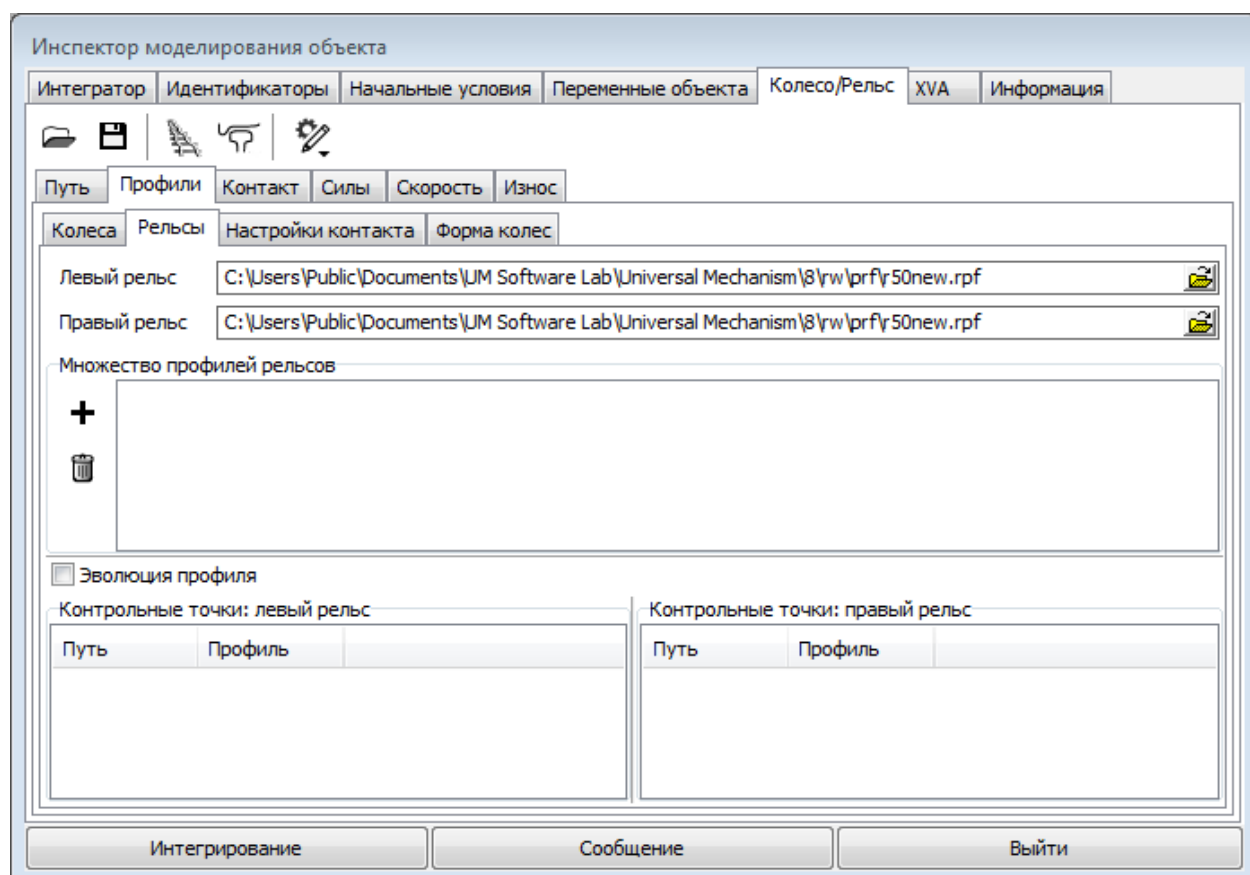 Инспектор моделирования объекта
Интегратор Идентификаторы Начальные условия Переменные объекта Колесо/Рельс XVA Информация
Путь Профили Контакт Силы Скорость Износ
Колеса Рельсы Настройки контакта Форма колес
Левый рельс C:\Users\Public\Documents\UM Software Lab\Universal Mechanism\8\rw\prf\r50new.rpf
Правый рельс C:\Users\Public\Documents\UM Software Lab\Universal Mechanism\8\rw\prf\r50new.rpf
Множество профилей рельсов
Эволюция профиля
Контрольные точки: левый рельс Контрольные точки: правый рельс
Путь Профиль Путь Профиль
Интегрирование Сообщение Выйти